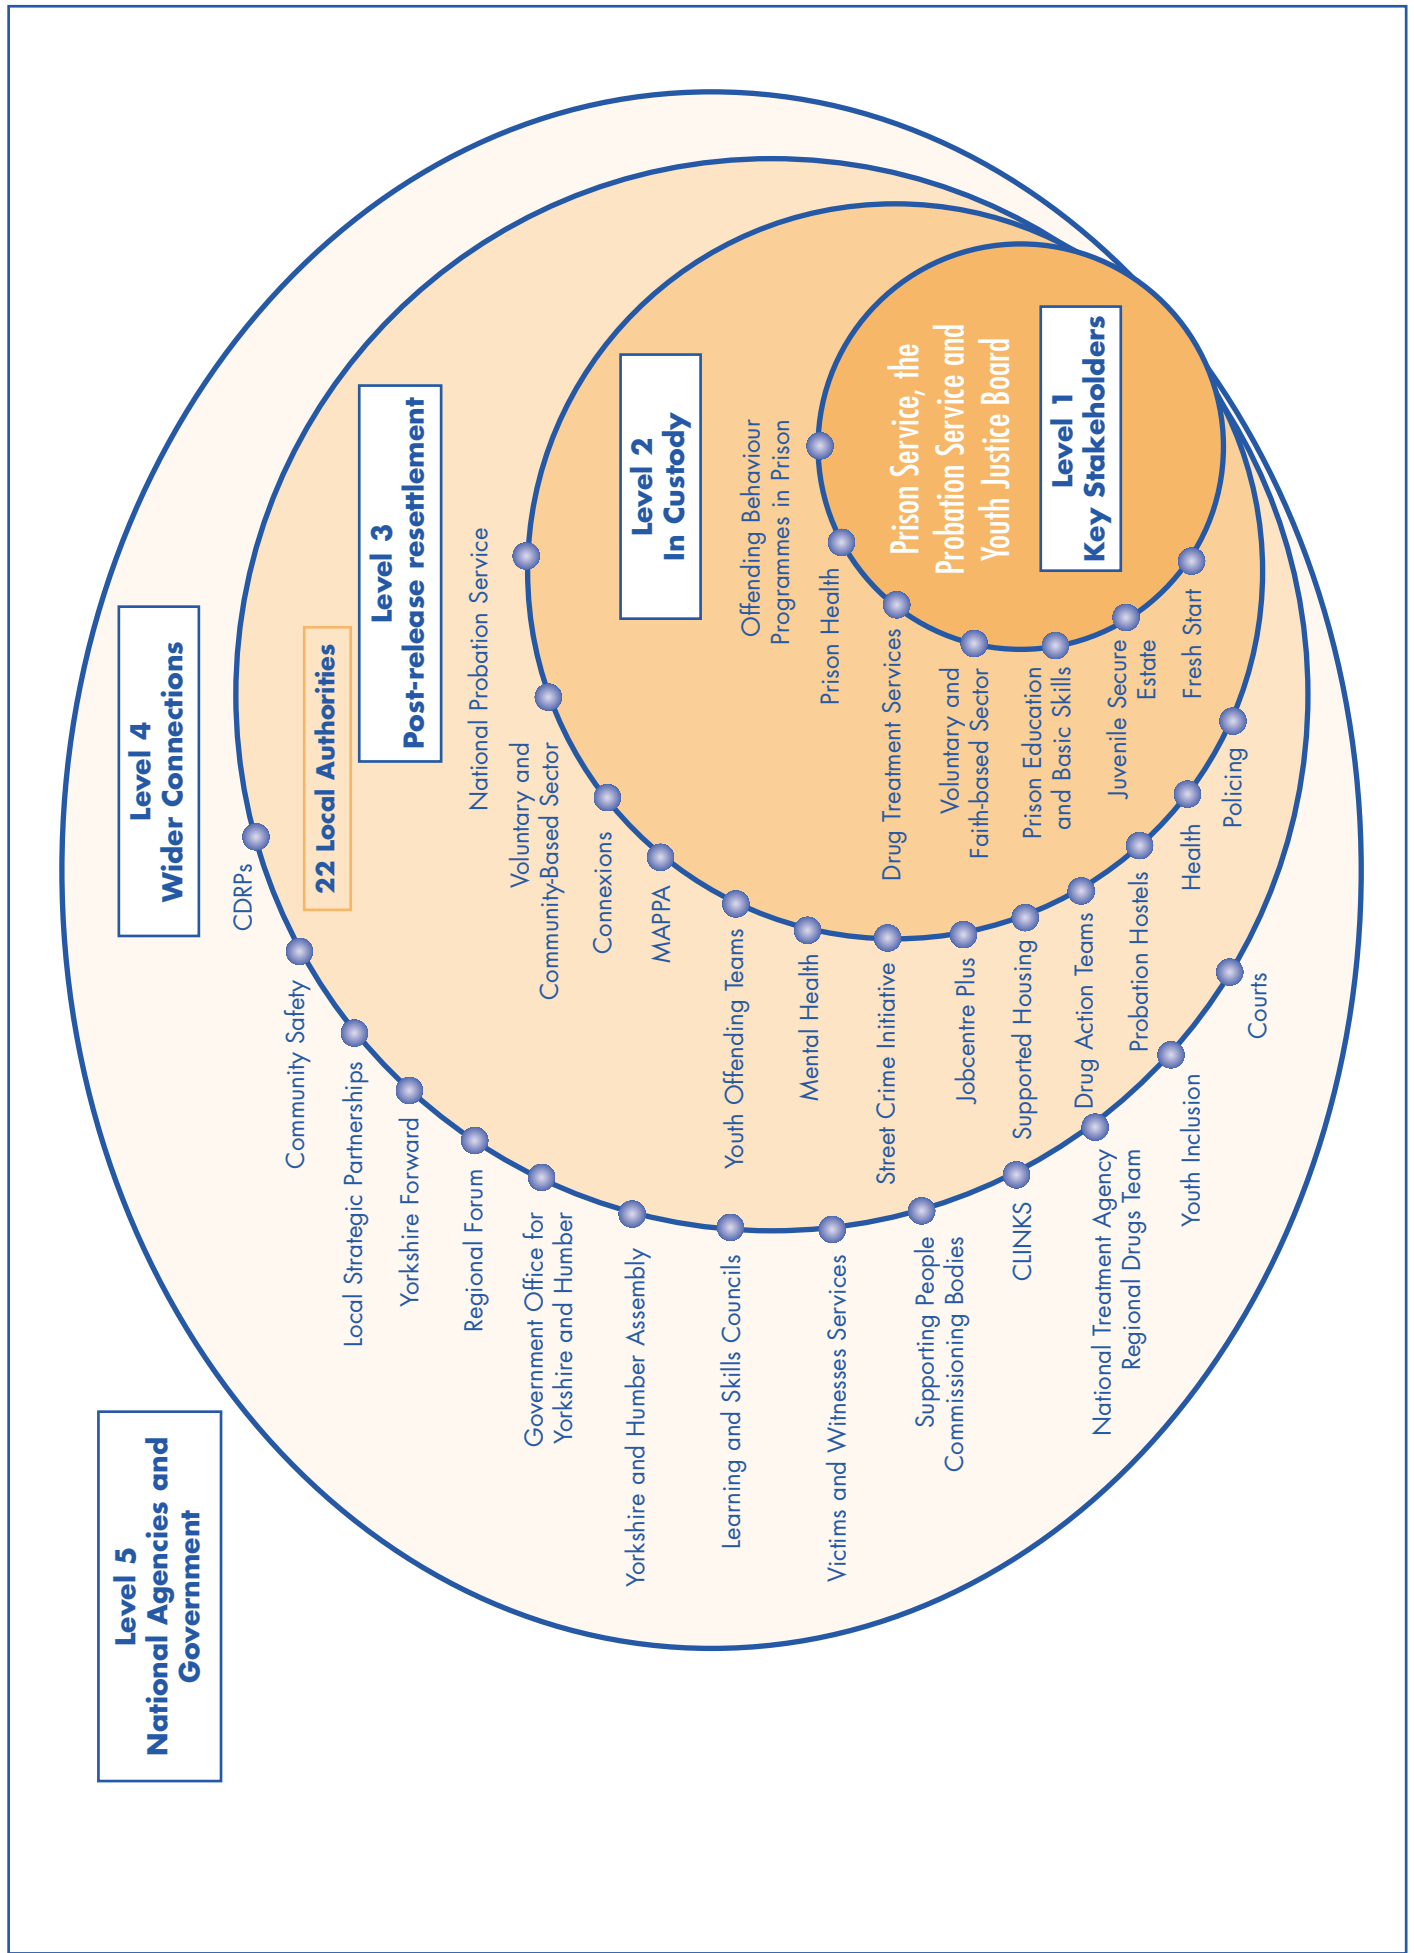 Level 5
National Agencies and
Government
Level 4
Wider Connections
CDRPs
Community Safety
Local Strategic Partnerships
Yorkshire Forward
Regional Forum
Government Office for
Yorkshire and Humber
Yorkshire and Humber Assembly
Learning and Skills Councils
Victims and Witnesses Services
Supporting People
Commissioning Bodies
CLINKS
National Treatment Agency
Regional Drugs Team
Youth Inclusion
Courts
22 Local Authorities
Level 3
Post-release resettlement
National Probation Service
Voluntary and
Community-Based Sector
Connexions
MAPPA
Youth Offending Teams
Mental Health
Street Crime Initiative
Jobcentre Plus
Supported Housing
Drug Action Teams
Probation Hostels
Health
Policing
Level 2
In Custody
Offending Behaviour
Programmes in Prison
Prison Health
Drug Treatment Services
Voluntary and
Faith-based Sector
Prison Education
and Basic Skills
Juvenile Secure
Estate
Fresh Start
Prison Service, the
Probation Service and
Youth Justice Board
Level 1
Key Stakeholders